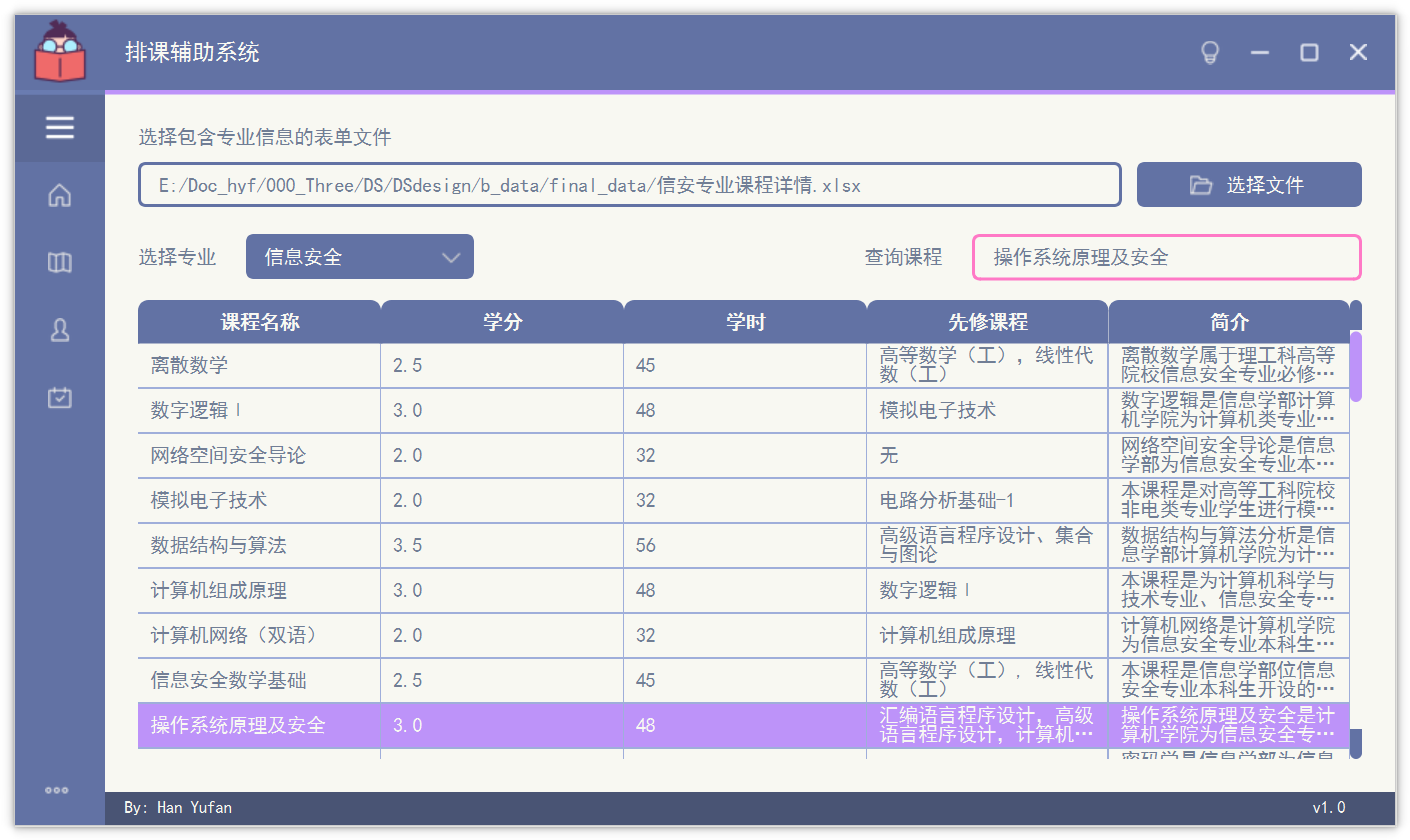 排课辅助系统
选择包含专业信息的表单文件
E:/Doc_hyf/000_Three/DS/DSdesign/b_data/final_data/信安专业课程详情.xlsx
选择文件
选择专业
信息安全
查询课程
操作系统原理及安全
课程名称 学分 学时 先修课程 简介
离散数学 2.5 45 高等数学（工），线性代 离散数学属于理工科高等
数（工） 院校信息安全专业必修…
数字逻辑Ⅰ 3.0 48 模拟电子技术 数字逻辑是信息学部计算
机学院为计算机类专业…
网络空间安全导论 2.0 32 无 网络空间安全导论是信息
学部为信息安全专业本…
模拟电子技术 2.0 32 电路分析基础-1 本课程是对高等工科院校
非电类专业学生进行模…
数据结构与算法 3.5 56 高级语言程序设计、集合 数据结构与算法分析是信
与图论 息学部计算机学院为计…
计算机组成原理 3.0 48 数字逻辑Ⅰ 本课程是为计算机科学与
技术专业、信息安全专…
计算机网络（双语） 2.0 32 计算机组成原理 计算机网络是计算机学院
为信息安全专业本科生…
信息安全数学基础 2.5 45 高等数学（工）, 线性代 本课程是信息学部位信息
数（工） 安全专业本科生开设的…
操作系统原理及安全 3.0 48 汇编语言程序设计，高级 操作系统原理及安全是计
语言程序设计，计算机… 算机学院为信息安全专…
密码学是信息学部为信息
By: Han Yufan
v1.0